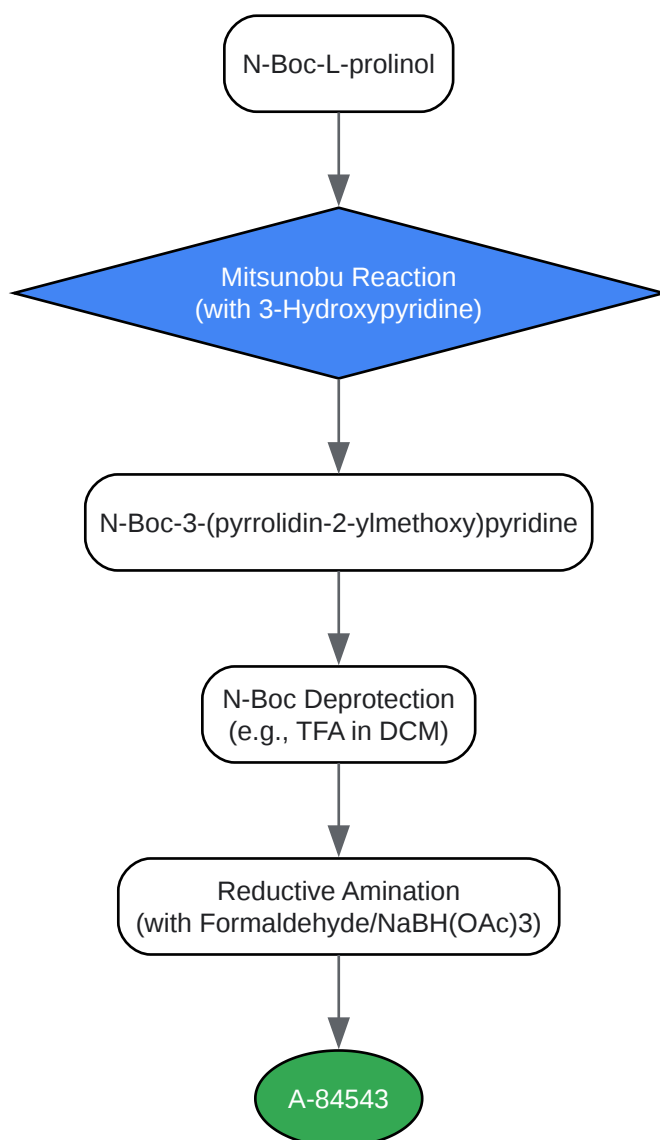 N-Boc-L-prolinol
Mitsunobu Reaction
(with 3-Hydroxypyridine)
N-Boc-3-(pyrrolidin-2-ylmethoxy)pyridine
N-Boc Deprotection
(e.g., TFA in DCM)
Reductive Amination
(with Formaldehyde/NaBH(OAc)3)
A-84543